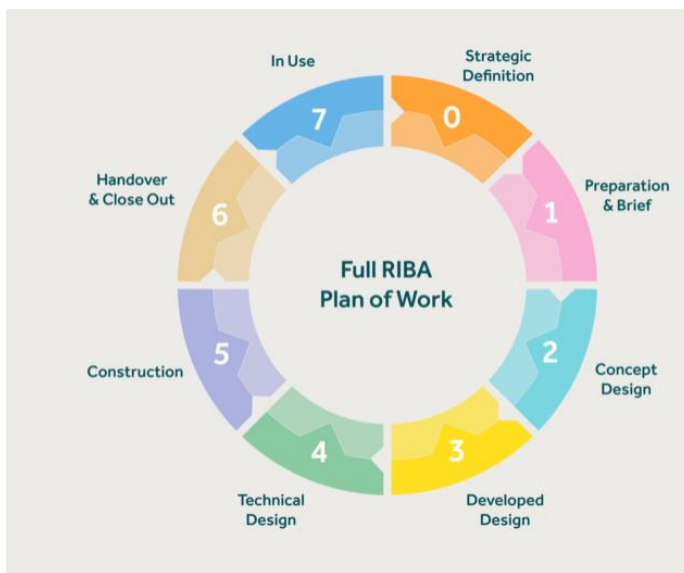 Full RIBA
Plan of Work
0
Strategic
Definition
1
Preparation
& Brief
2
Concept
Design
3
Developed
Design
4
Technical
Design
5
Construction
6
Handover
& Close Out
7
In Use